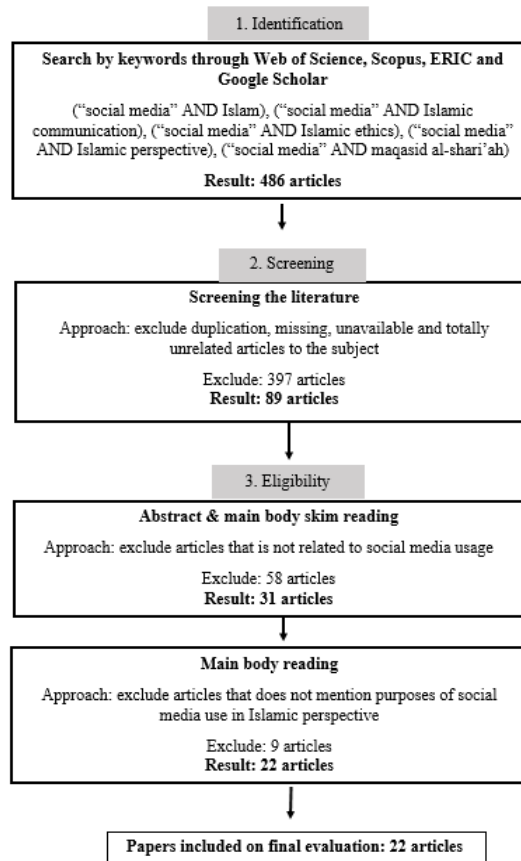 1. Identification
Search by keywords through Web of Science, Scopus, ERIC and
Google Scholar
(“social media” AND Islam), (“social media” AND Islamic
communication), (“social media” AND Islamic ethics), (“social media”
AND Islamic perspective), (“social media” AND maqasid al-shari’ah)
Result: 486 articles
2. Screening
Screening the literature
Approach: exclude duplication, missing, unavailable and totally
unrelated articles to the subject
Exclude: 397 articles
Result: 89 articles
3. Eligibility
Abstract & main body skim reading
Approach: exclude articles that is not related to social media usage
Exclude: 58 articles
Result: 31 articles
Main body reading
Approach: exclude articles that does not mention purposes of social
media use in Islamic perspective
Exclude: 9 articles
Result: 22 articles
Papers included on final evaluation: 22 articles